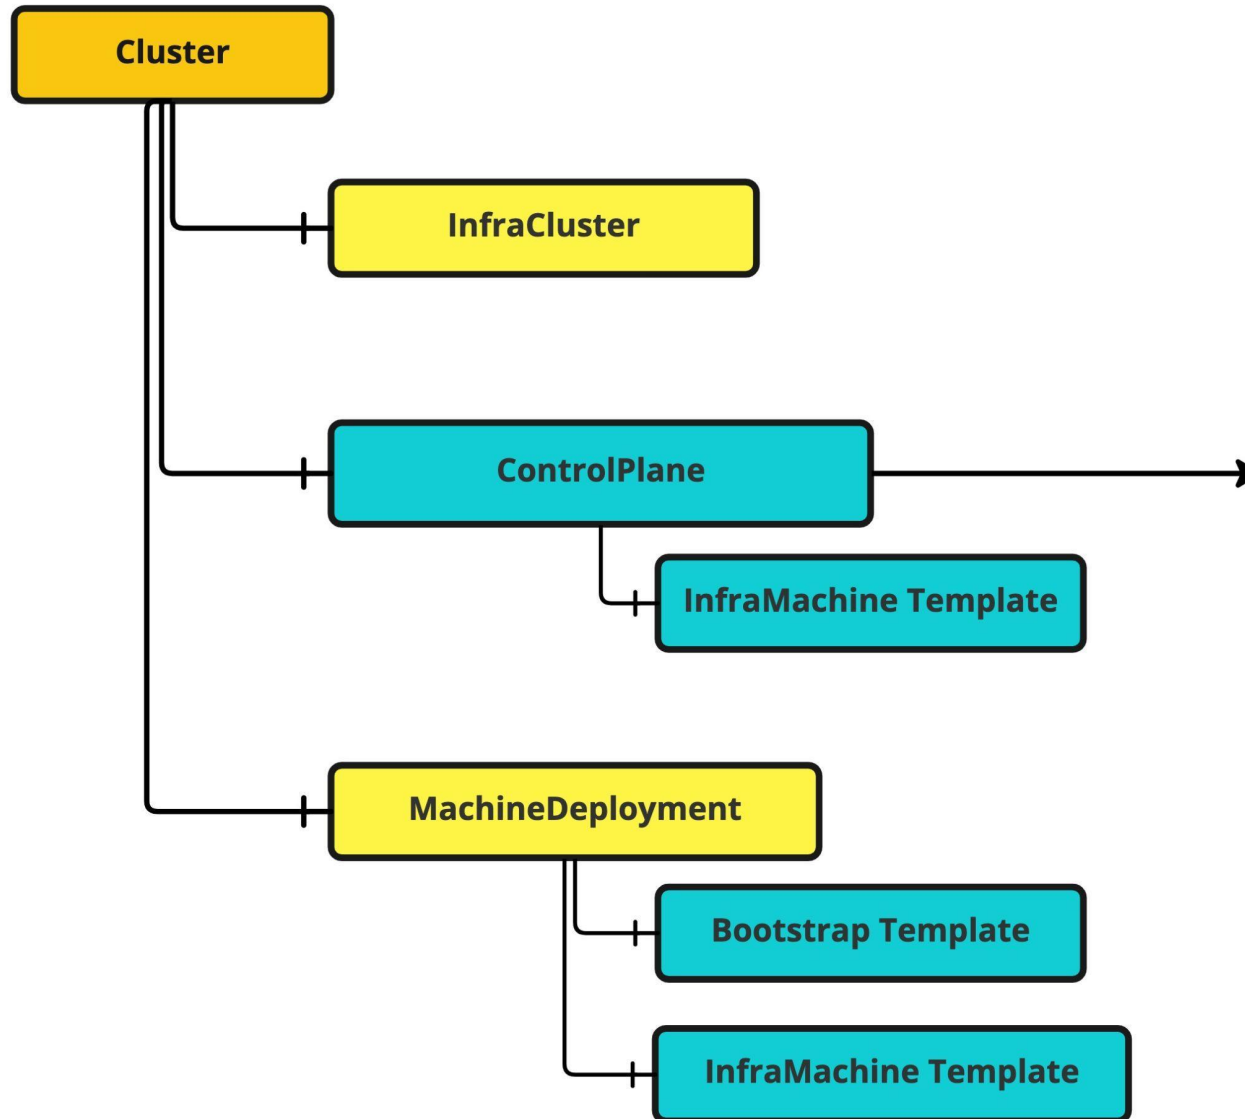 Cluster
InfraCluster
ControlPlane
InfraMachine Template
MachineDeployment
Bootstrap Template
InfraMachine Template